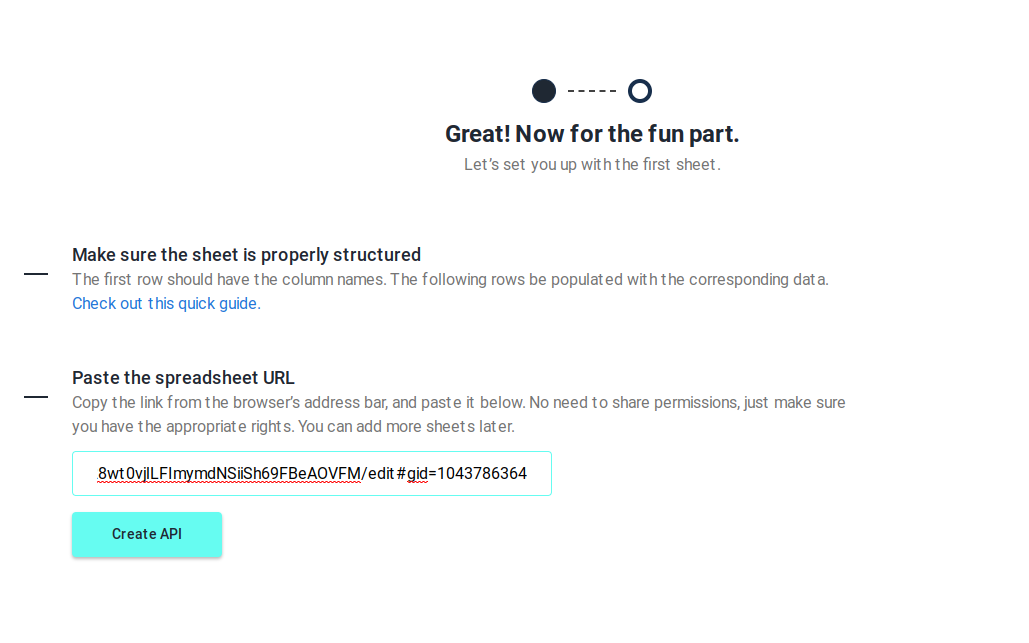 Great! Now for the fun part.
Let's set you up with the first sheet.
Make sure the sheet is properly structured
The first row should have the column names. The following rows be populated with the corresponding data.
Check out this quick guide.
Paste the spreadsheet URL
Copy the link from the browser's address bar, and paste it below. No need to share permissions, just make sure
you have the appropriate rights. You can add more sheets later.
8wt0vjlLFImymdNSiiSh69FBeAOVFM/edit#gid=1043786364
Create API